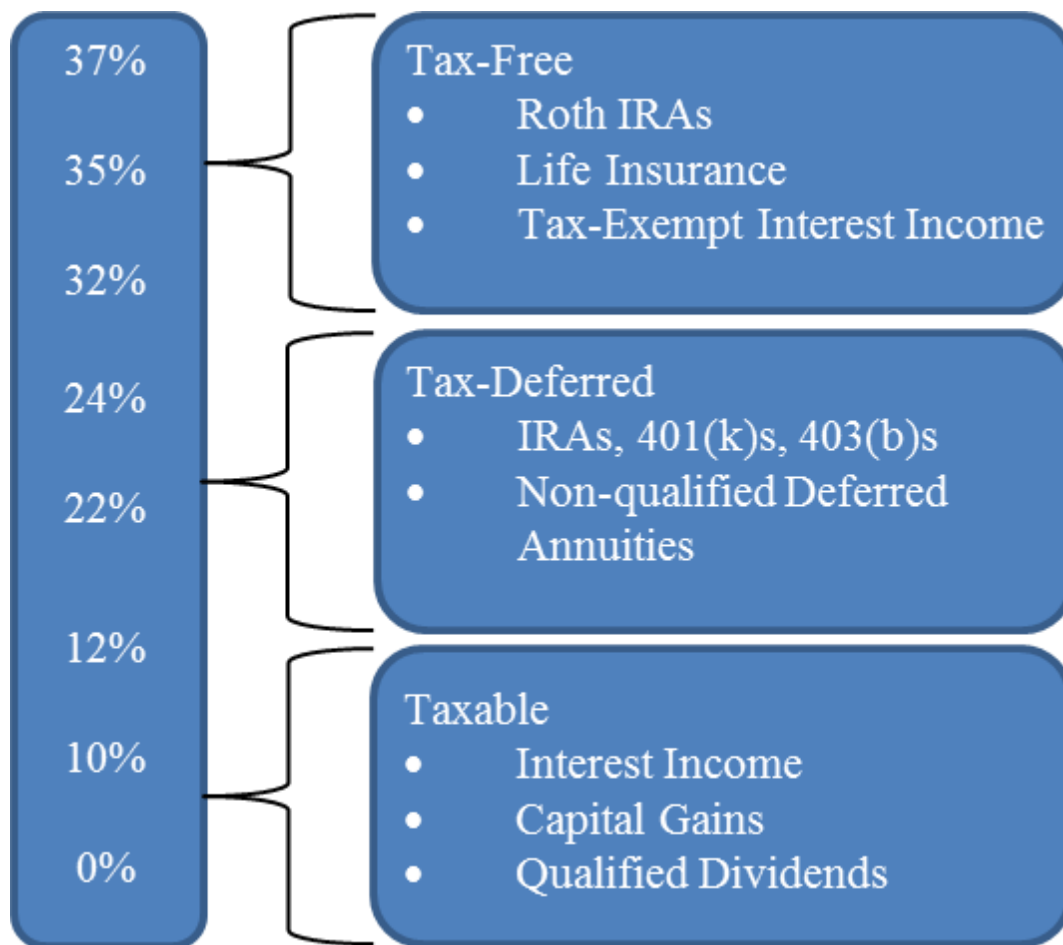 37%
35%
32%
24%
22%
12%
10%
0%
Tax-Free
• Roth IRAs
• Life Insurance
• Tax-Exempt Interest Income
Tax-Deferred
• IRAs, 401(k)s, 403(b)s
• Non-qualified Deferred
Annuities
Taxable
• Interest Income
• Capital Gains
• Qualified Dividends